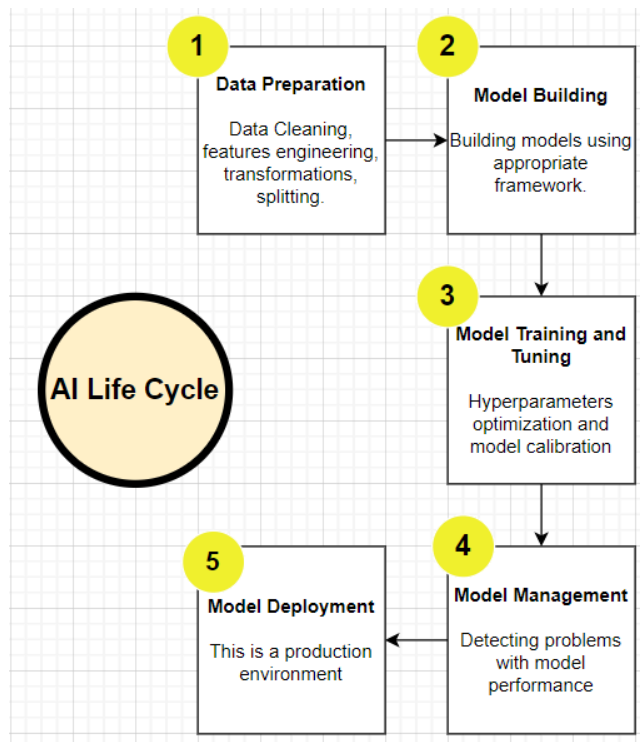 1
Data Preparation
Data Cleaning,
features engineering,
transformations,
splitting.
2
Model Building
Building models using
appropriate
framework.
3
Model Training and
Tuning
Hyperparameters
optimization and
model calibration
AI Life Cycle
4
Model Management
Detecting problems
with model
performance
5
Model Deployment
This is a production
environment